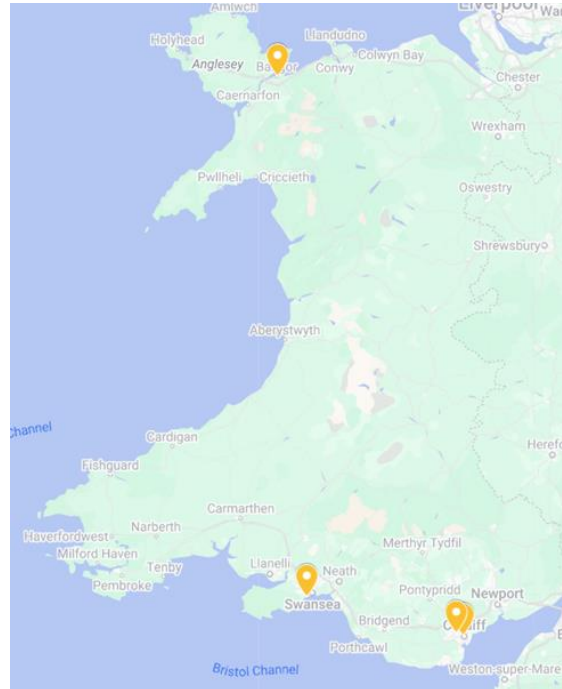 Amlwch
Liverpool
Holyhead
Llandudno
Anglesey
Colwyn Bay
Conwy
Chester
Caernarfon
Wrexham
Pwllheli
Criccieth
Oswestry
Shrewsbury
Aberystwyth
Channel
Cardigan
Heref
Fishguard
Carmarthen
Haverfordwest
Narberth
Merthyr Tydfil
Milford Haven
Tenby
Llanelli
Neath
Pembroke
Pontypridd
Newport
Swansea
Bridgend
Porthcawl
Bristol Channel
Weston-super-Mare